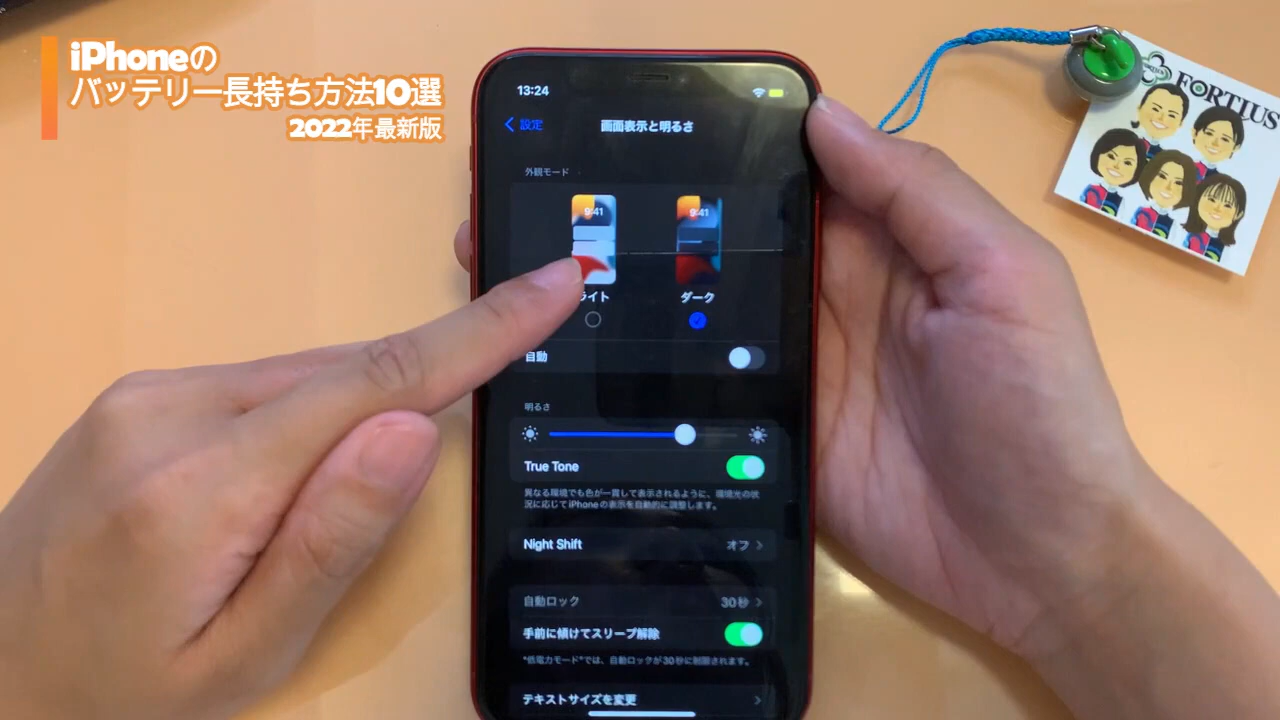 iPhoneの
バッテリー長持ち方法10選
2022年最新版
13:24
設定
画面表示と明るさ
外観モード
9:41
9:41
ライト
ダーク
自動
明るさ
True Tone
異なる環境でも色が一貫して表示されるように、環境光の状
況に応じてiPhoneの表示を自動的に調整します。
Night Shift
オフ
自動ロック
30秒
手前に傾けてスリープ解除
"低電力モード"では、自動ロックが30秒に制限されます。
テキストサイズを変更
FORTIUS